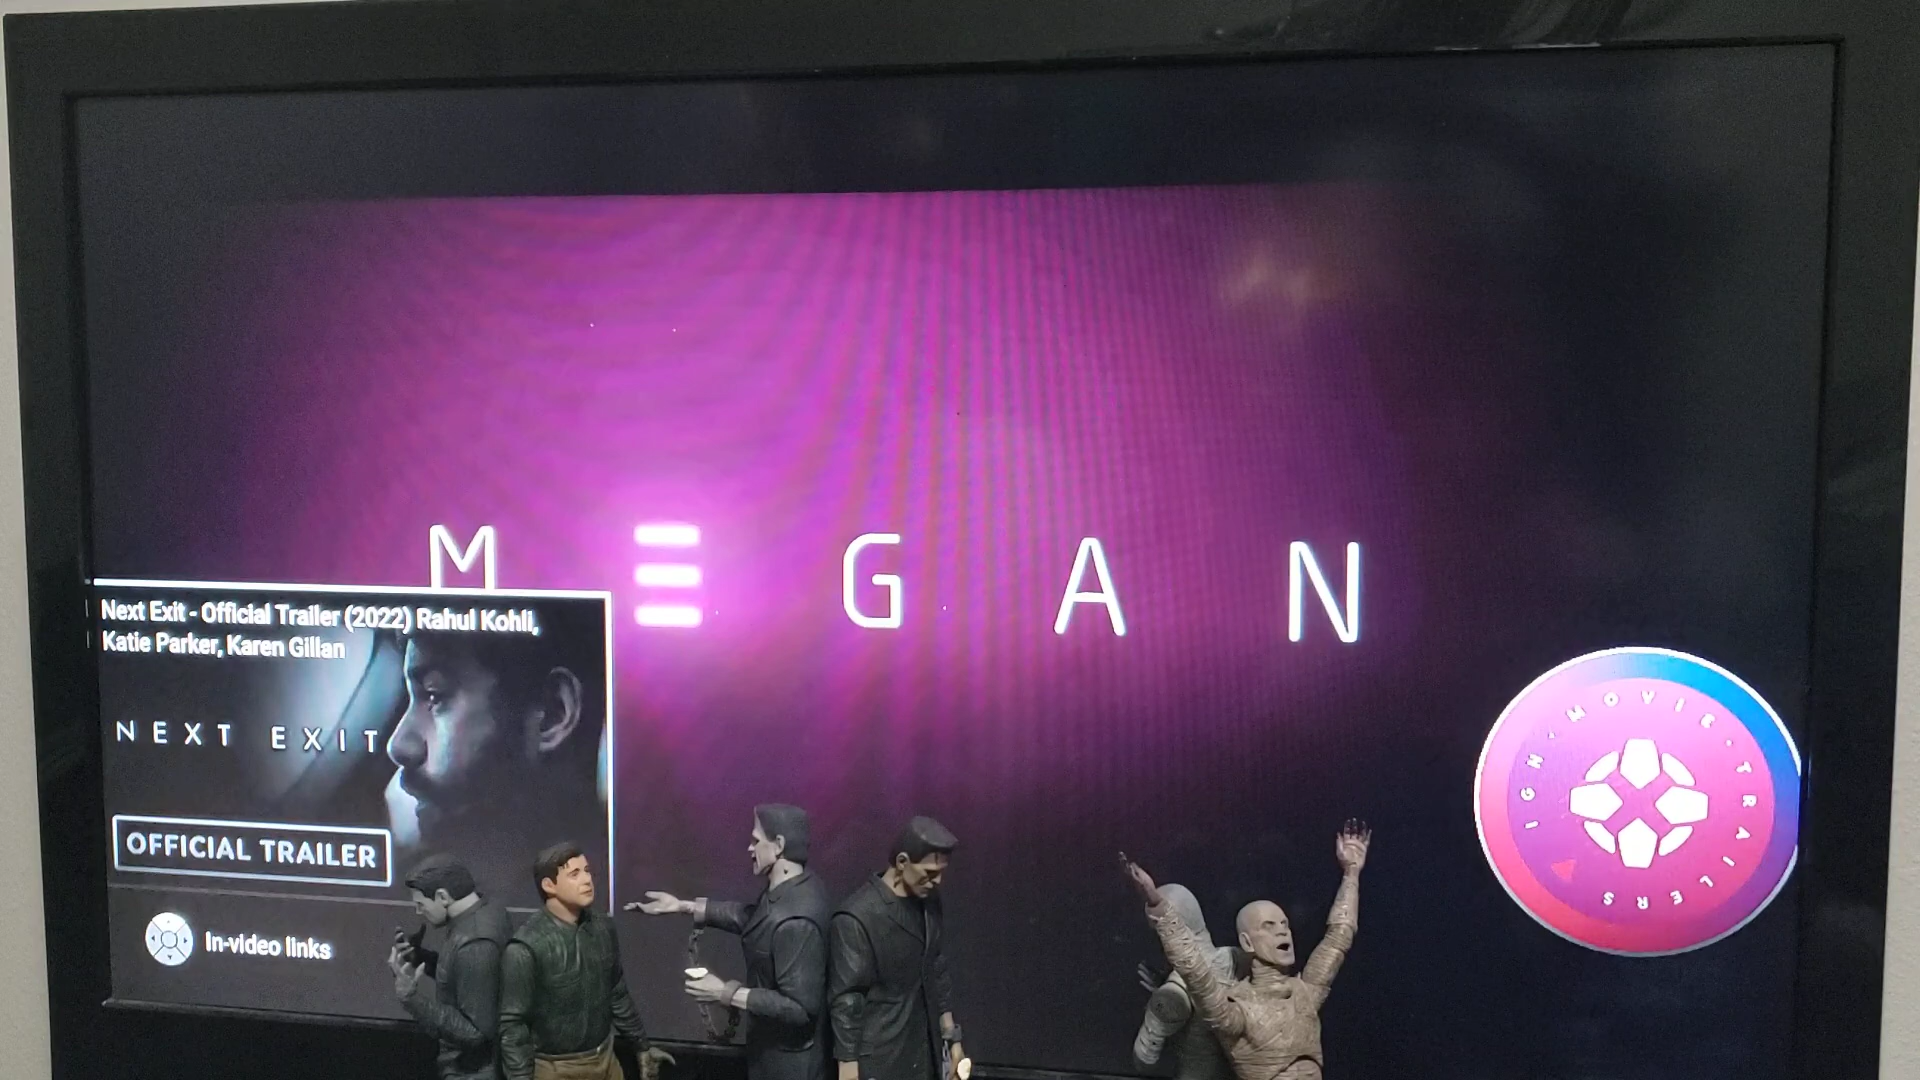 M Ξ G A N
Next Exit - Official Trailer (2022) Rahul Kohli,
Katie Parker, Karen Gillan
NEXT EXIT
OFFICIAL TRAILER
In-video links
IGN · MOVIE · TRAILERS